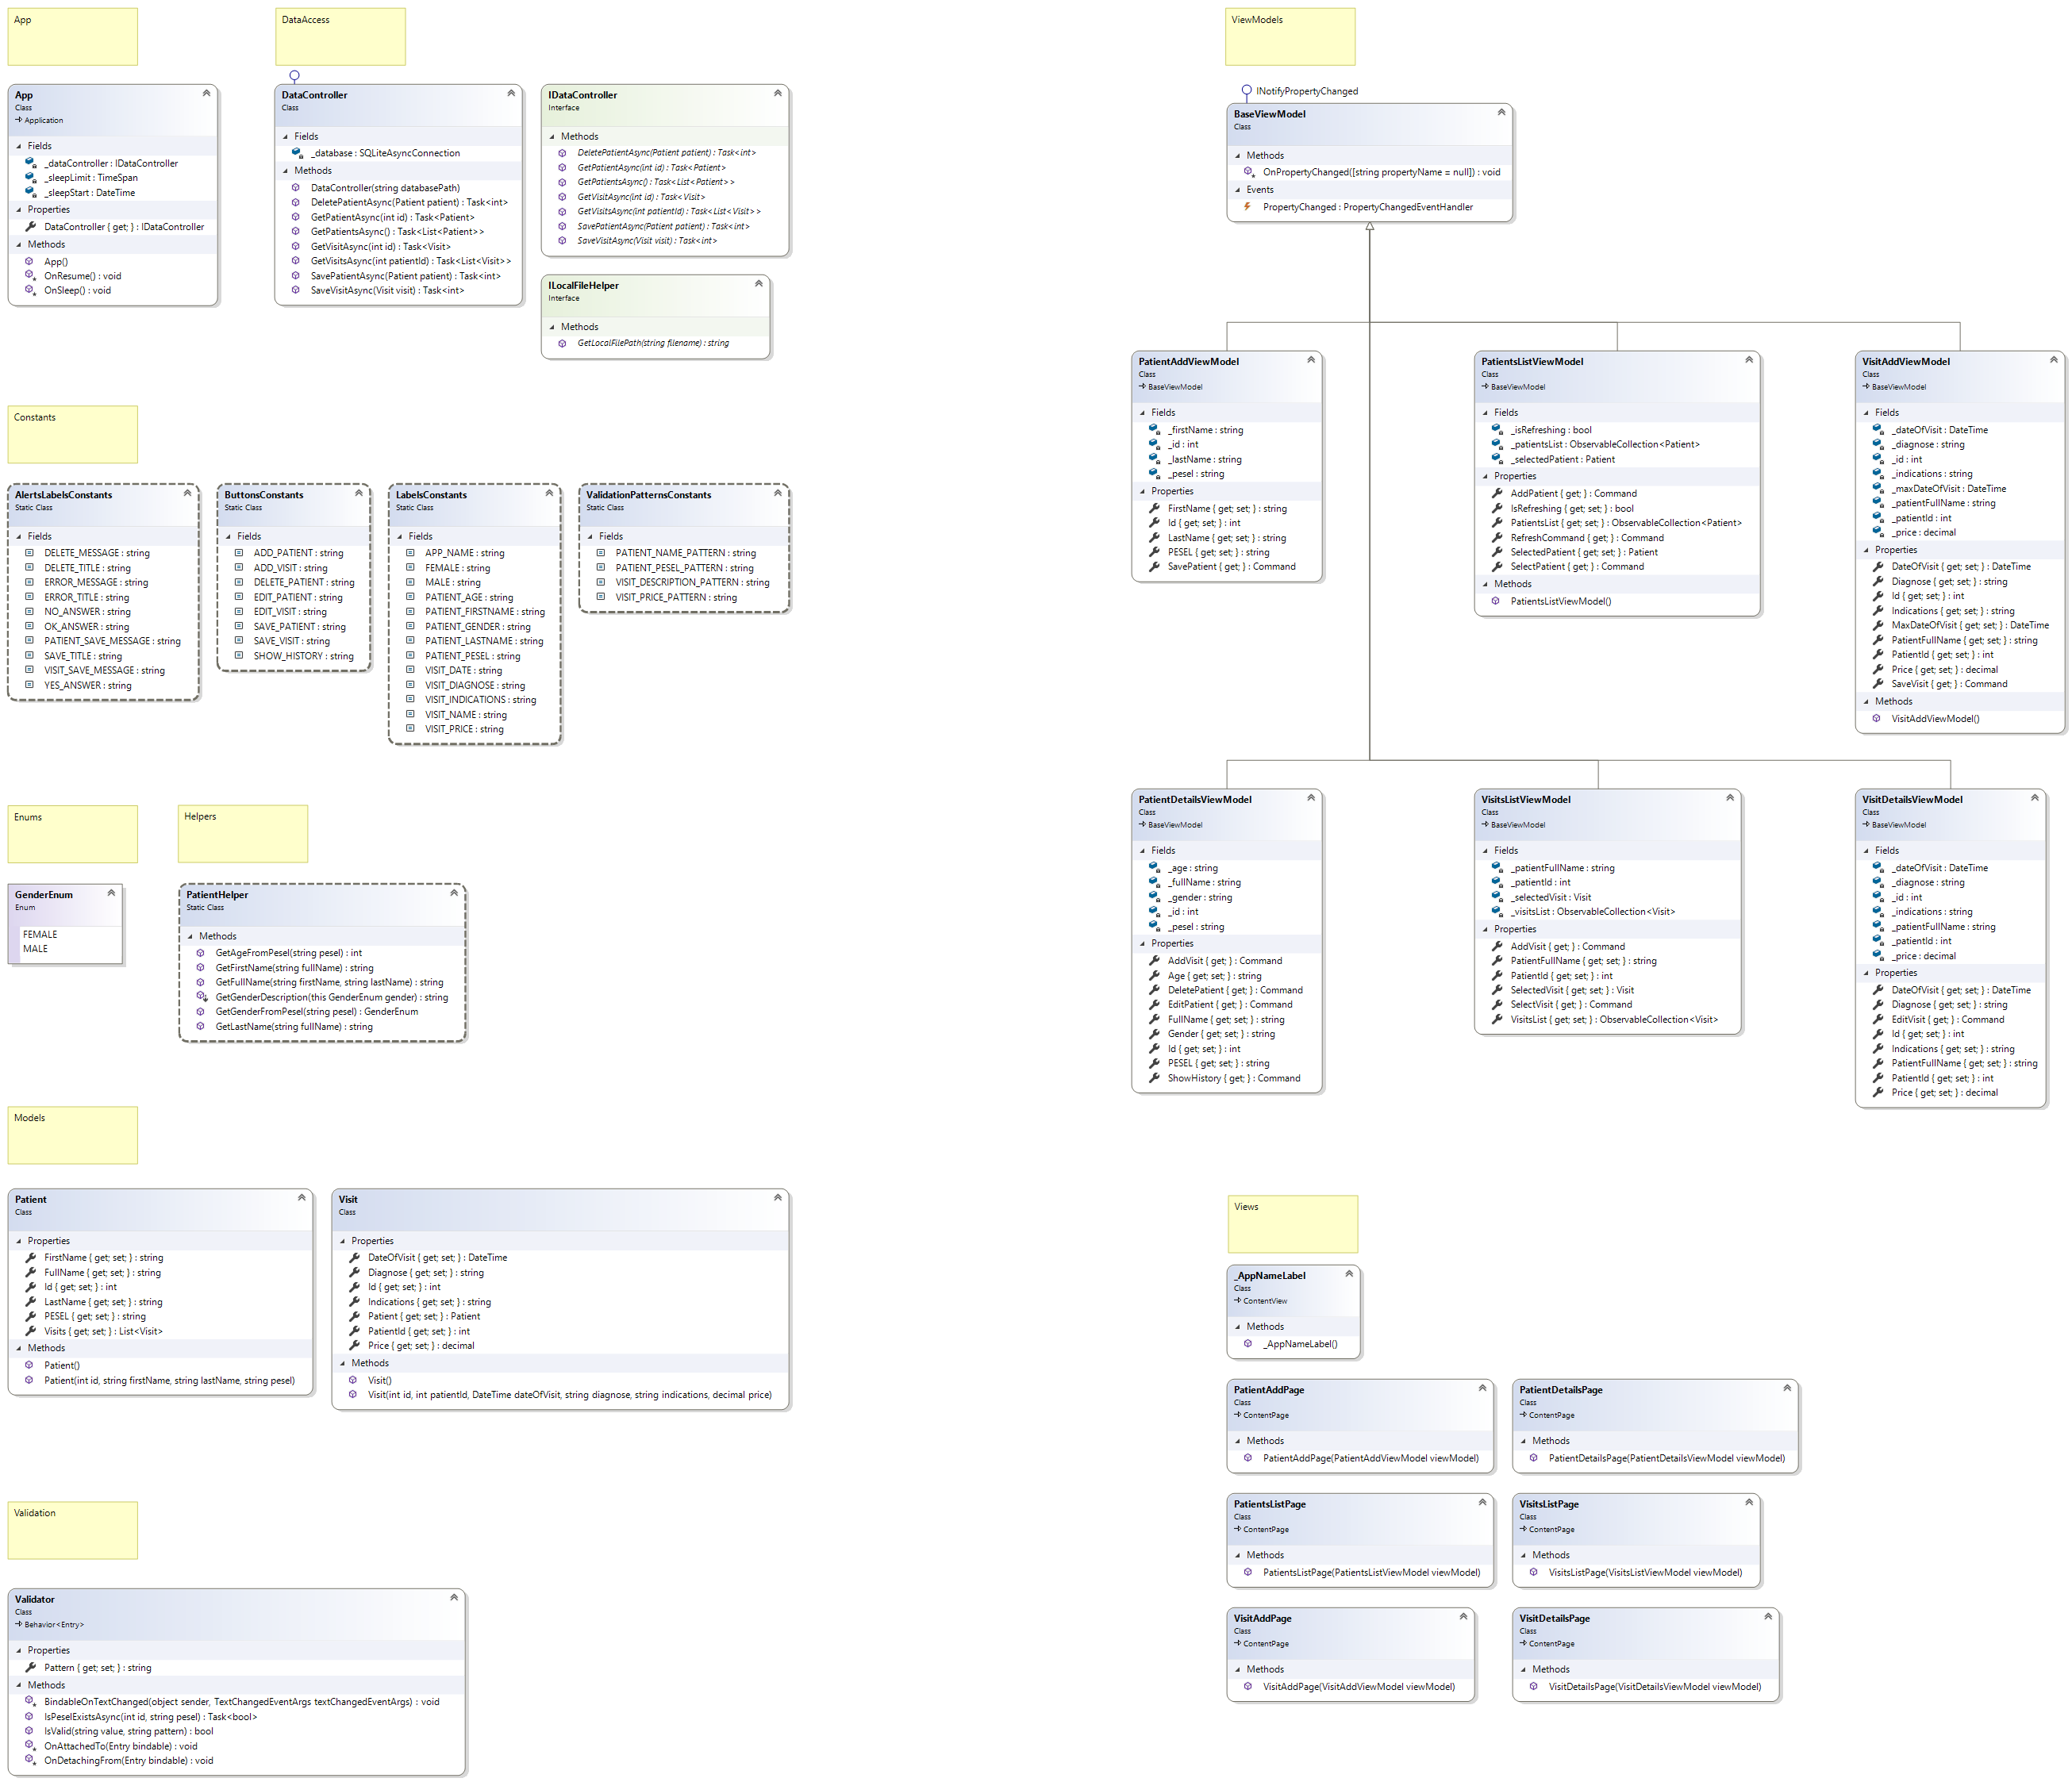 App
App
Class
Application
Fields
_dataController : IDataController
_sleepLimit : TimeSpan
_sleepStart : DateTime
Properties
DataController { get; } : IDataController
Methods
App()
OnResume() : void
OnSleep() : void
DataAccess
DataController
Class
Fields
_database : SQLiteAsyncConnection
Methods
DataController(string databasePath)
DeletePatientAsync(Patient patient) : Task<int>
GetPatientAsync(int id) : Task<Patient>
GetPatientsAsync() : Task<List<Patient>>
GetVisitAsync(int id) : Task<Visit>
GetVisitsAsync(int patientId) : Task<List<Visit>>
SavePatientAsync(Patient patient) : Task<int>
SaveVisitAsync(Visit visit) : Task<int>
IDataController
Interface
Methods
DeletePatientAsync(Patient patient) : Task<int>
GetPatientAsync(int id) : Task<Patient>
GetPatientsAsync() : Task<List<Patient>>
GetVisitAsync(int id) : Task<Visit>
GetVisitsAsync(int patientId) : Task<List<Visit>>
SavePatientAsync(Patient patient) : Task<int>
SaveVisitAsync(Visit visit) : Task<int>
ILocalFileHelper
Interface
Methods
GetLocalFilePath(string filename) : string
Constants
AlertsLabelsConstants
Static Class
Fields
DELETE_MESSAGE : string
DELETE_TITLE : string
ERROR_MESSAGE : string
ERROR_TITLE : string
NO_ANSWER : string
OK_ANSWER : string
PATIENT_SAVE_MESSAGE : string
SAVE_TITLE : string
VISIT_SAVE_MESSAGE : string
YES_ANSWER : string
ButtonsConstants
Static Class
Fields
ADD_PATIENT : string
ADD_VISIT : string
DELETE_PATIENT : string
EDIT_PATIENT : string
EDIT_VISIT : string
SAVE_PATIENT : string
SAVE_VISIT : string
SHOW_HISTORY : string
LabelsConstants
Static Class
Fields
APP_NAME : string
FEMALE : string
MALE : string
PATIENT_AGE : string
PATIENT_FIRSTNAME : string
PATIENT_GENDER : string
PATIENT_LASTNAME : string
PATIENT_PESEL : string
VISIT_DATE : string
VISIT_DIAGNOSE : string
VISIT_INDICATIONS : string
VISIT_NAME : string
VISIT_PRICE : string
ValidationPatternsConstants
Static Class
Fields
PATIENT_NAME_PATTERN : string
PATIENT_PESEL_PATTERN : string
VISIT_DESCRIPTION_PATTERN : string
VISIT_PRICE_PATTERN : string
Enums
GenderEnum
Enum
FEMALE
MALE
Helpers
PatientHelper
Static Class
Methods
GetAgeFromPesel(string pesel) : int
GetFirstName(string fullName) : string
GetFullName(string firstName, string lastName) : string
GetGenderDescription(this GenderEnum gender) : string
GetGenderFromPesel(string pesel) : GenderEnum
GetLastName(string fullName) : string
Models
Patient
Class
Properties
FirstName { get; set; } : string
FullName { get; set; } : string
Id { get; set; } : int
LastName { get; set; } : string
PESEL { get; set; } : string
Visits { get; set; } : List<Visit>
Methods
Patient()
Patient(int id, string firstName, string lastName, string pesel)
Visit
Class
Properties
DateOfVisit { get; set; } : DateTime
Diagnose { get; set; } : string
Id { get; set; } : int
Indications { get; set; } : string
Patient { get; set; } : Patient
PatientId { get; set; } : int
Price { get; set; } : decimal
Methods
Visit()
Visit(int id, int patientId, DateTime dateOfVisit, string diagnose, string indications, decimal price)
Validation
Validator
Class
Behavior<Entry>
Properties
Pattern { get; set; } : string
Methods
BindableOnTextChanged(object sender, TextChangedEventArgs textChangedEventArgs) : void
IsPeselExistsAsync(int id, string pesel) : Task<bool>
IsValid(string value, string pattern) : bool
OnAttachedTo(Entry bindable) : void
OnDetachingFrom(Entry bindable) : void
ViewModels
INotifyPropertyChanged
BaseViewModel
Class
Methods
OnPropertyChanged([string propertyName = null]) : void
Events
PropertyChanged : PropertyChangedEventHandler
PatientAddViewModel
Class
BaseViewModel
Fields
_firstName : string
_id : int
_lastName : string
_pesel : string
Properties
FirstName { get; set; } : string
Id { get; set; } : int
LastName { get; set; } : string
PESEL { get; set; } : string
SavePatient { get; } : Command
PatientsListViewModel
Class
BaseViewModel
Fields
_isRefreshing : bool
_patientsList : ObservableCollection<Patient>
_selectedPatient : Patient
Properties
AddPatient { get; } : Command
IsRefreshing { get; set; } : bool
PatientsList { get; set; } : ObservableCollection<Patient>
RefreshCommand { get; } : Command
SelectedPatient { get; set; } : Patient
SelectPatient { get; } : Command
Methods
PatientsListViewModel()
VisitAddViewModel
Class
BaseViewModel
Fields
_dateOfVisit : DateTime
_diagnose : string
_id : int
_indications : string
_maxDateOfVisit : DateTime
_patientFullName : string
_patientId : int
_price : decimal
Properties
DateOfVisit { get; set; } : DateTime
Diagnose { get; set; } : string
Id { get; set; } : int
Indications { get; set; } : string
MaxDateOfVisit { get; set; } : DateTime
PatientFullName { get; set; } : string
PatientId { get; set; } : int
Price { get; set; } : decimal
SaveVisit { get; } : Command
Methods
VisitAddViewModel()
PatientDetailsViewModel
Class
BaseViewModel
Fields
_age : string
_fullName : string
_gender : string
_id : int
_pesel : string
Properties
AddVisit { get; } : Command
Age { get; set; } : string
DeletePatient { get; } : Command
EditPatient { get; } : Command
FullName { get; set; } : string
Gender { get; set; } : string
Id { get; set; } : int
PESEL { get; set; } : string
ShowHistory { get; } : Command
VisitsListViewModel
Class
BaseViewModel
Fields
_patientFullName : string
_patientId : int
_selectedVisit : Visit
_visitsList : ObservableCollection<Visit>
Properties
AddVisit { get; } : Command
PatientFullName { get; set; } : string
PatientId { get; set; } : int
SelectedVisit { get; set; } : Visit
SelectVisit { get; } : Command
VisitsList { get; set; } : ObservableCollection<Visit>
VisitDetailsViewModel
Class
BaseViewModel
Fields
_dateOfVisit : DateTime
_diagnose : string
_id : int
_indications : string
_patientFullName : string
_patientId : int
_price : decimal
Properties
DateOfVisit { get; set; } : DateTime
Diagnose { get; set; } : string
EditVisit { get; } : Command
Id { get; set; } : int
Indications { get; set; } : string
PatientFullName { get; set; } : string
PatientId { get; set; } : int
Price { get; set; } : decimal
Views
_AppNameLabel
Class
ContentView
Methods
_AppNameLabel()
PatientAddPage
Class
ContentPage
Methods
PatientAddPage(PatientAddViewModel viewModel)
PatientDetailsPage
Class
ContentPage
Methods
PatientDetailsPage(PatientDetailsViewModel viewModel)
PatientsListPage
Class
ContentPage
Methods
PatientsListPage(PatientsListViewModel viewModel)
VisitsListPage
Class
ContentPage
Methods
VisitsListPage(VisitsListViewModel viewModel)
VisitAddPage
Class
ContentPage
Methods
VisitAddPage(VisitAddViewModel viewModel)
VisitDetailsPage
Class
ContentPage
Methods
VisitDetailsPage(VisitDetailsViewModel viewModel)